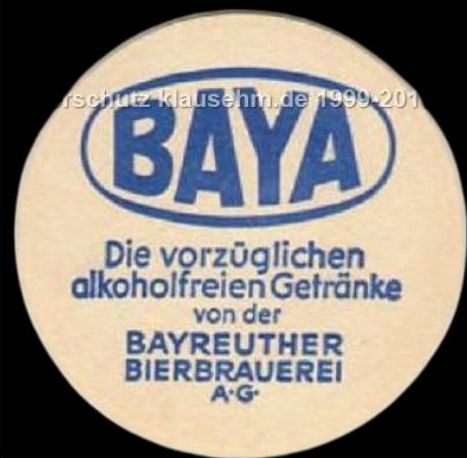 rschutz klausehm.de 1999-201
BAYA
Die vorzüglichen
alkoholfreien Getränke
von der
BAYREUTHER
BIERBRAUEREI
A·G·